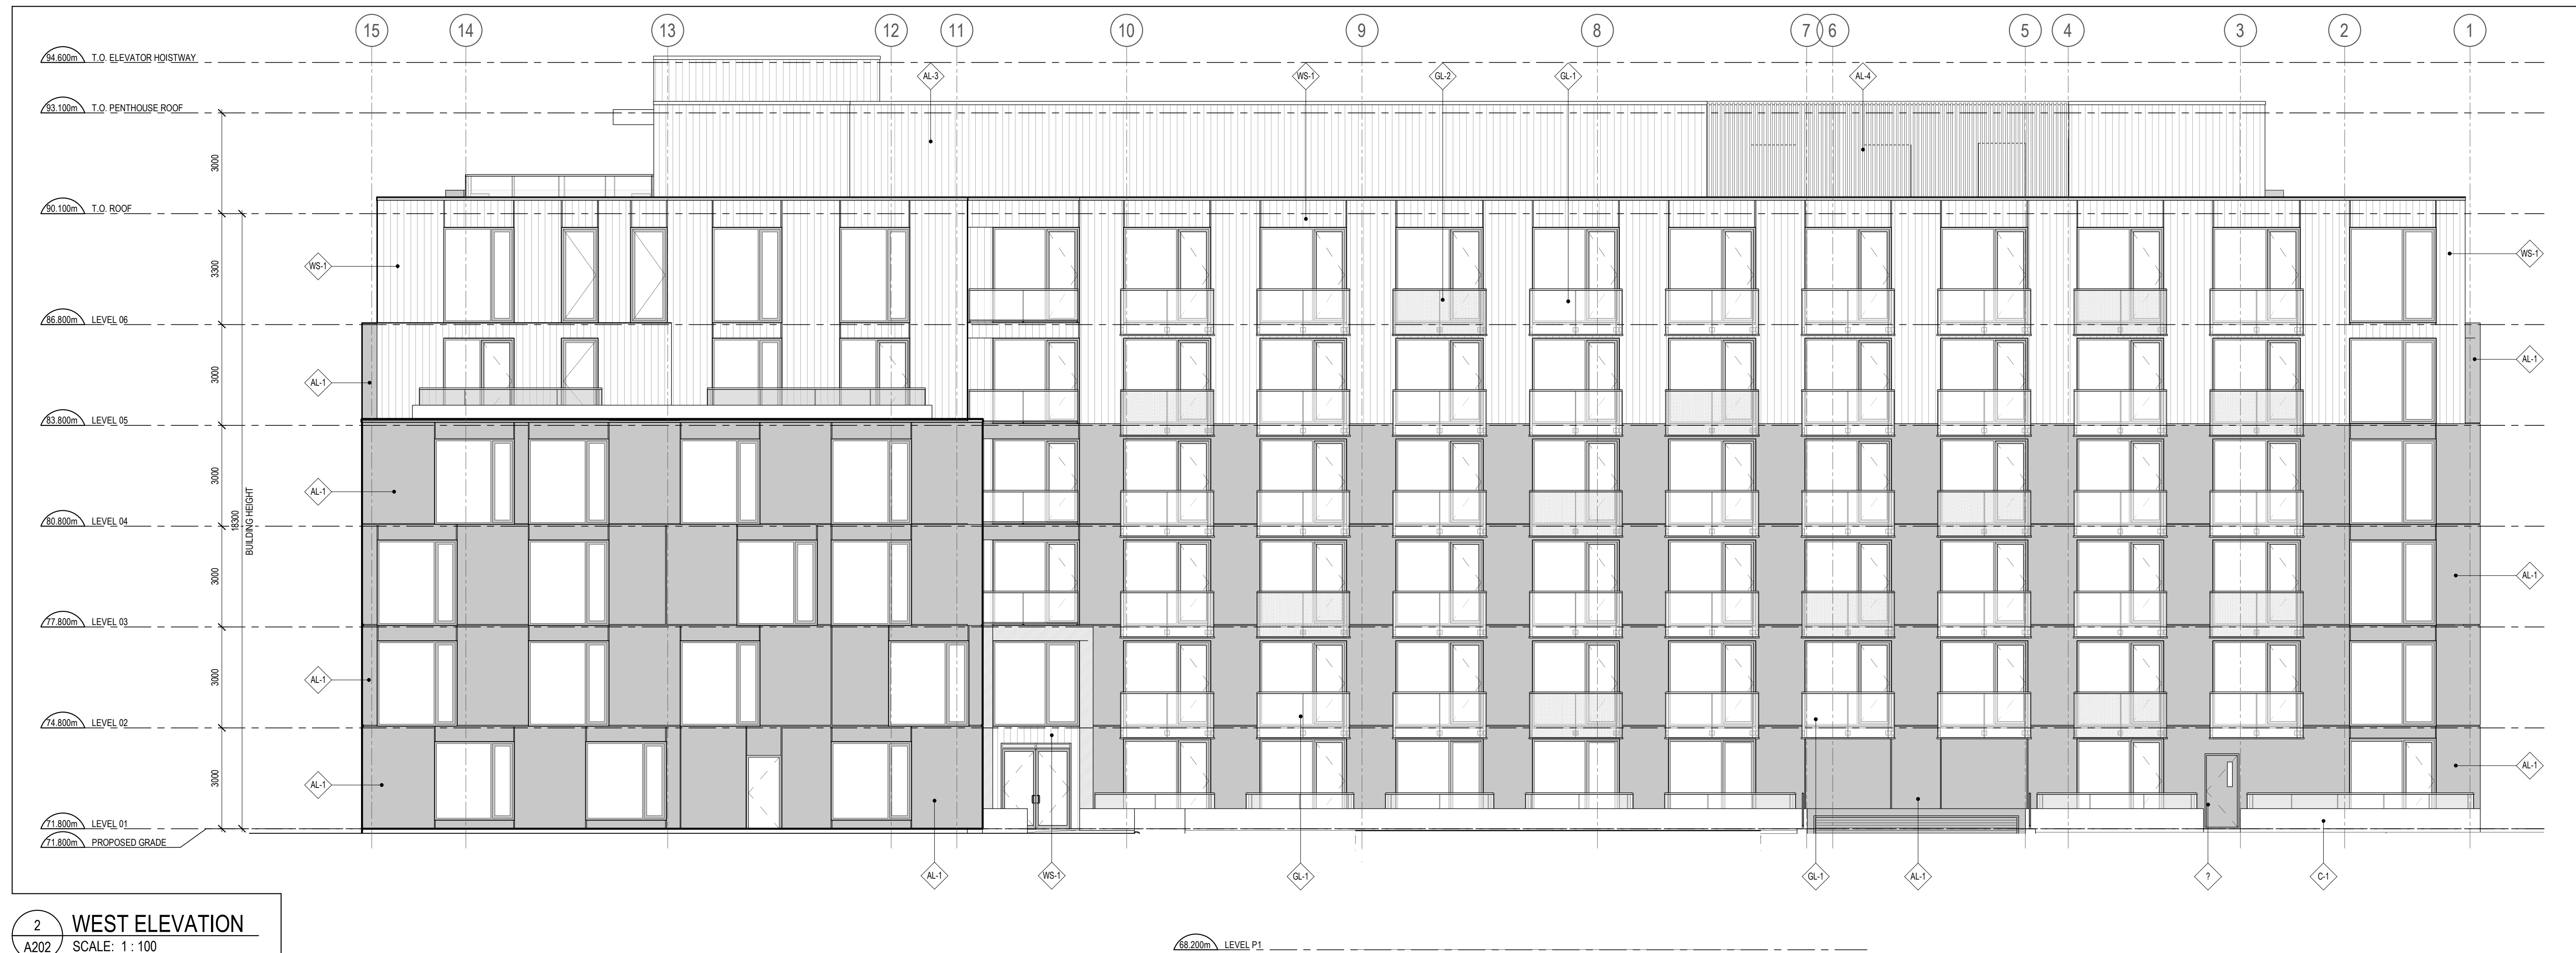 15 14 13 12 11 10 9 8 7 6 5 4 3 2 1
94.600m T.O. ELEVATOR HOISTWAY
AL-3 WS-1 GL-2 GL-1 AL-4
93.100m T.O. PENTHOUSE ROOF
3000
90.100m T.O. ROOF
3300
WS-1 WS-1
86.800m LEVEL 06
3000
AL-1 AL-1
83.800m LEVEL 05
3000
AL-1
80.800m LEVEL 04
18300
BUILDING HEIGHT
3000
AL-1
77.800m LEVEL 03
3000
AL-1
74.800m LEVEL 02
3000
AL-1 AL-1
71.800m LEVEL 01
71.800m PROPOSED GRADE
AL-1 WS-1 GL-1 GL-1 AL-1 ? C-1
2
A202
WEST ELEVATION
SCALE: 1 : 100
68.200m LEVEL P1